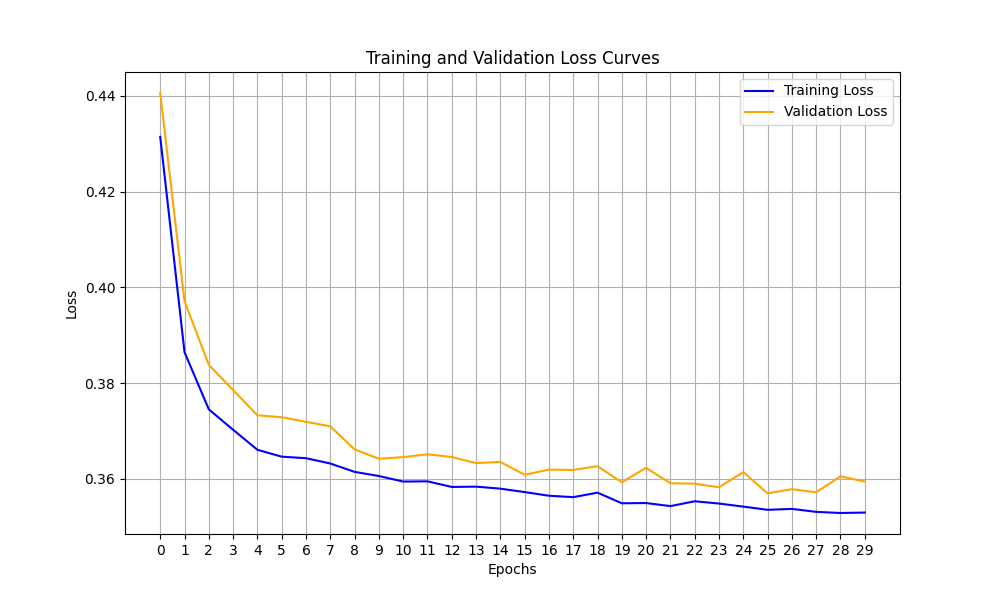 Training and Validation Loss Curves
Training Loss
Validation Loss
Loss
0.44
0.42
0.40
0.38
0.36
0 1 2 3 4 5 6 7 8 9 10 11 12 13 14 15 16 17 18 19 20 21 22 23 24 25 26 27 28 29
Epochs